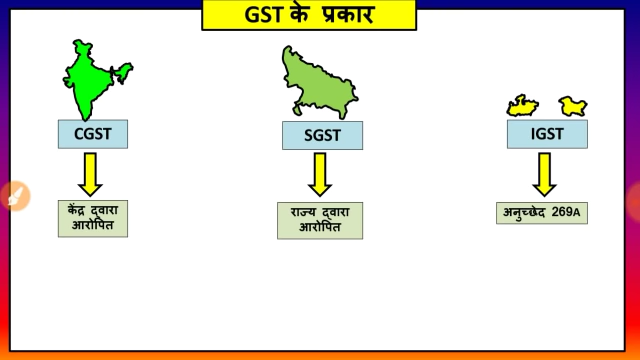 GST के प्रकार
CGST
SGST
IGST
केंद्र द्वारा
आरोपित
राज्य द्वारा
आरोपित
अनुच्छेद 269A